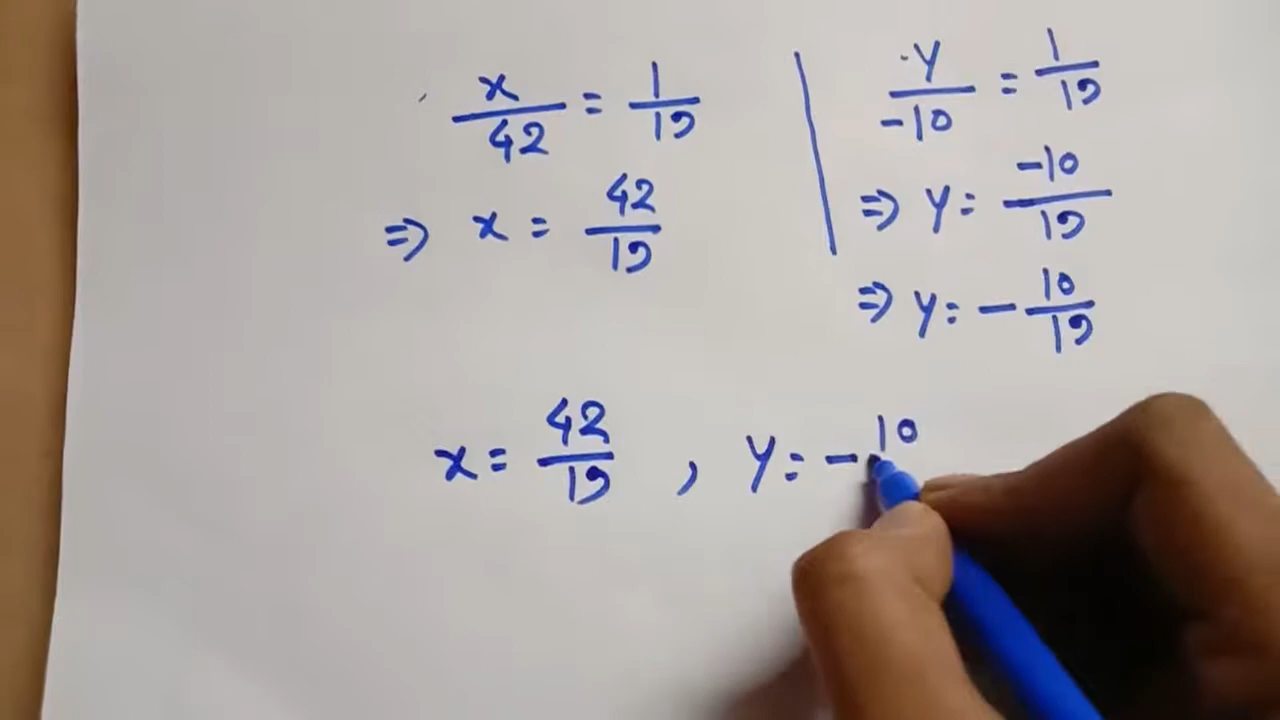 x/42 = 1/19
⇒ x = 42/19
y/-10 = 1/19
⇒ y = -10/19
⇒ y = - 10/19
x = 42/19 , y = - 10